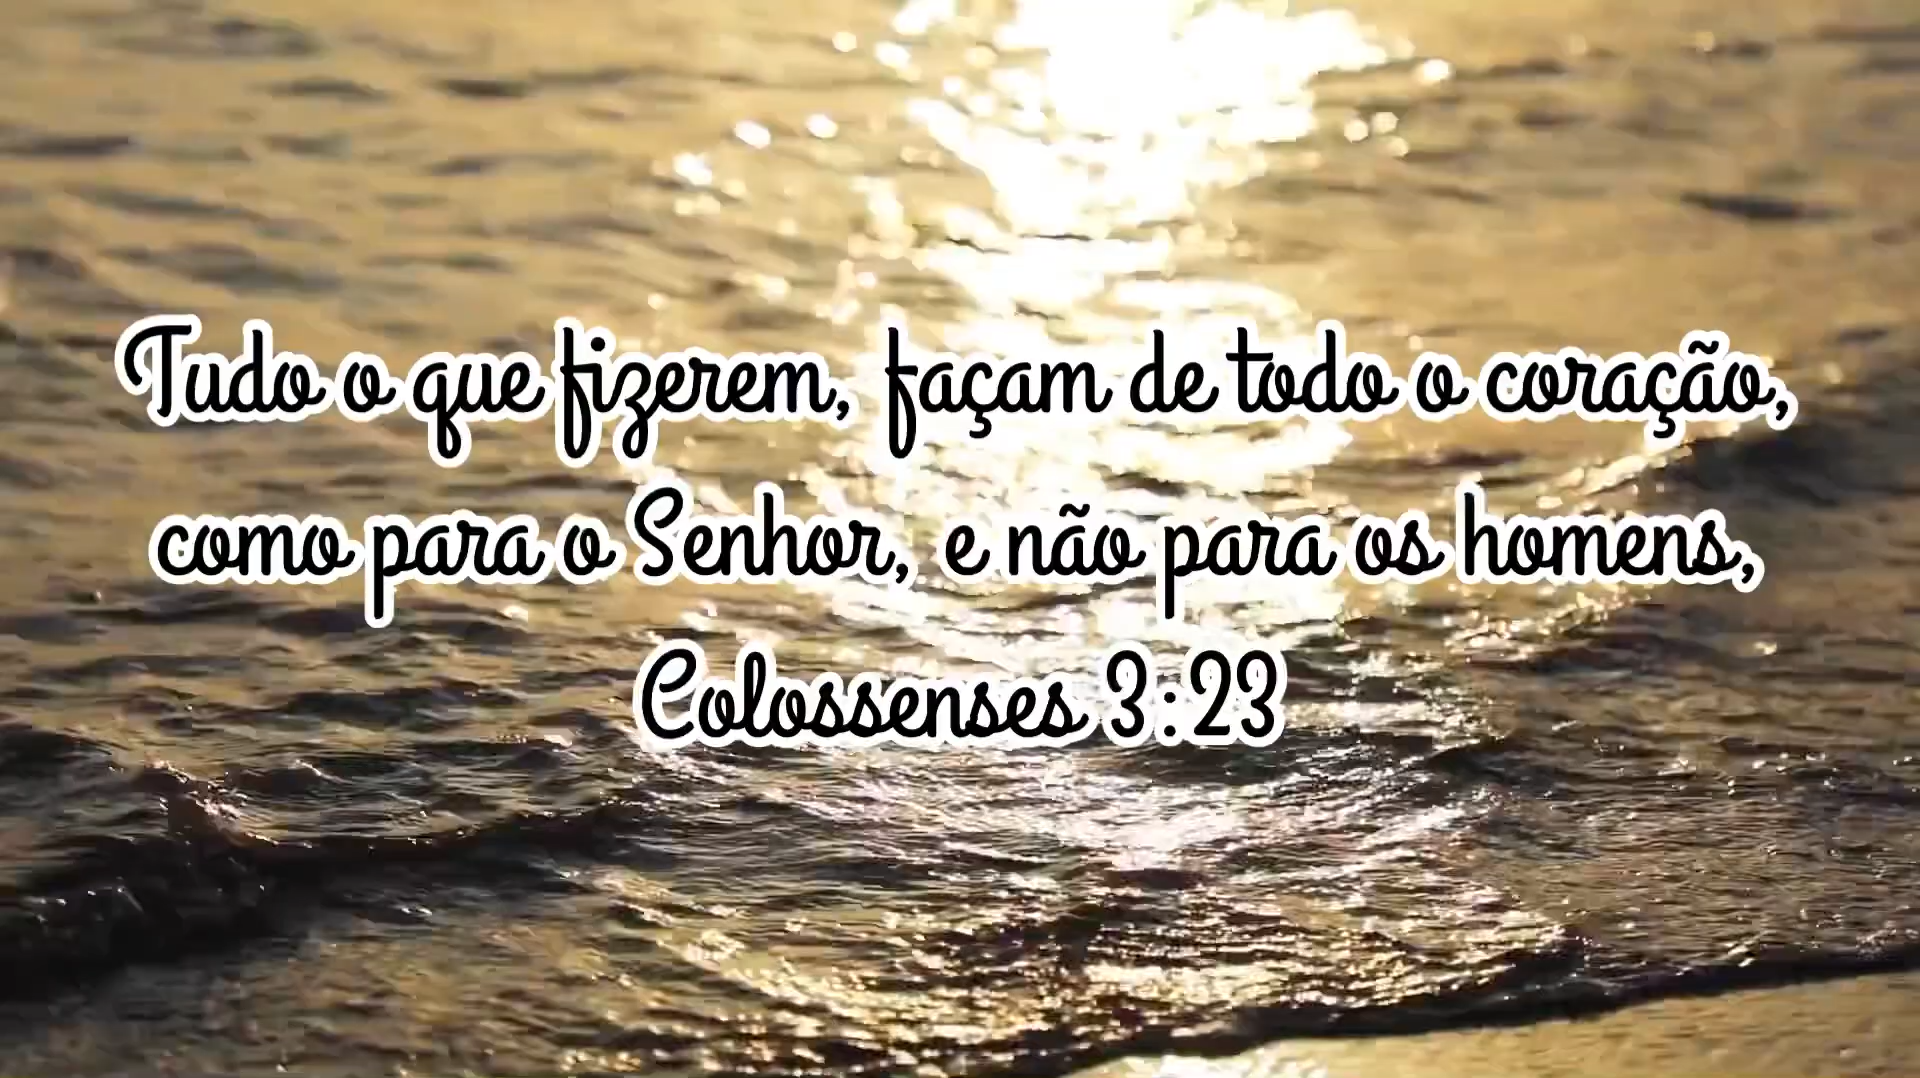 Tudo o que fizerem, façam de todo o coração,
como para o Senhor, e não para os homens,
Colossenses 3:23